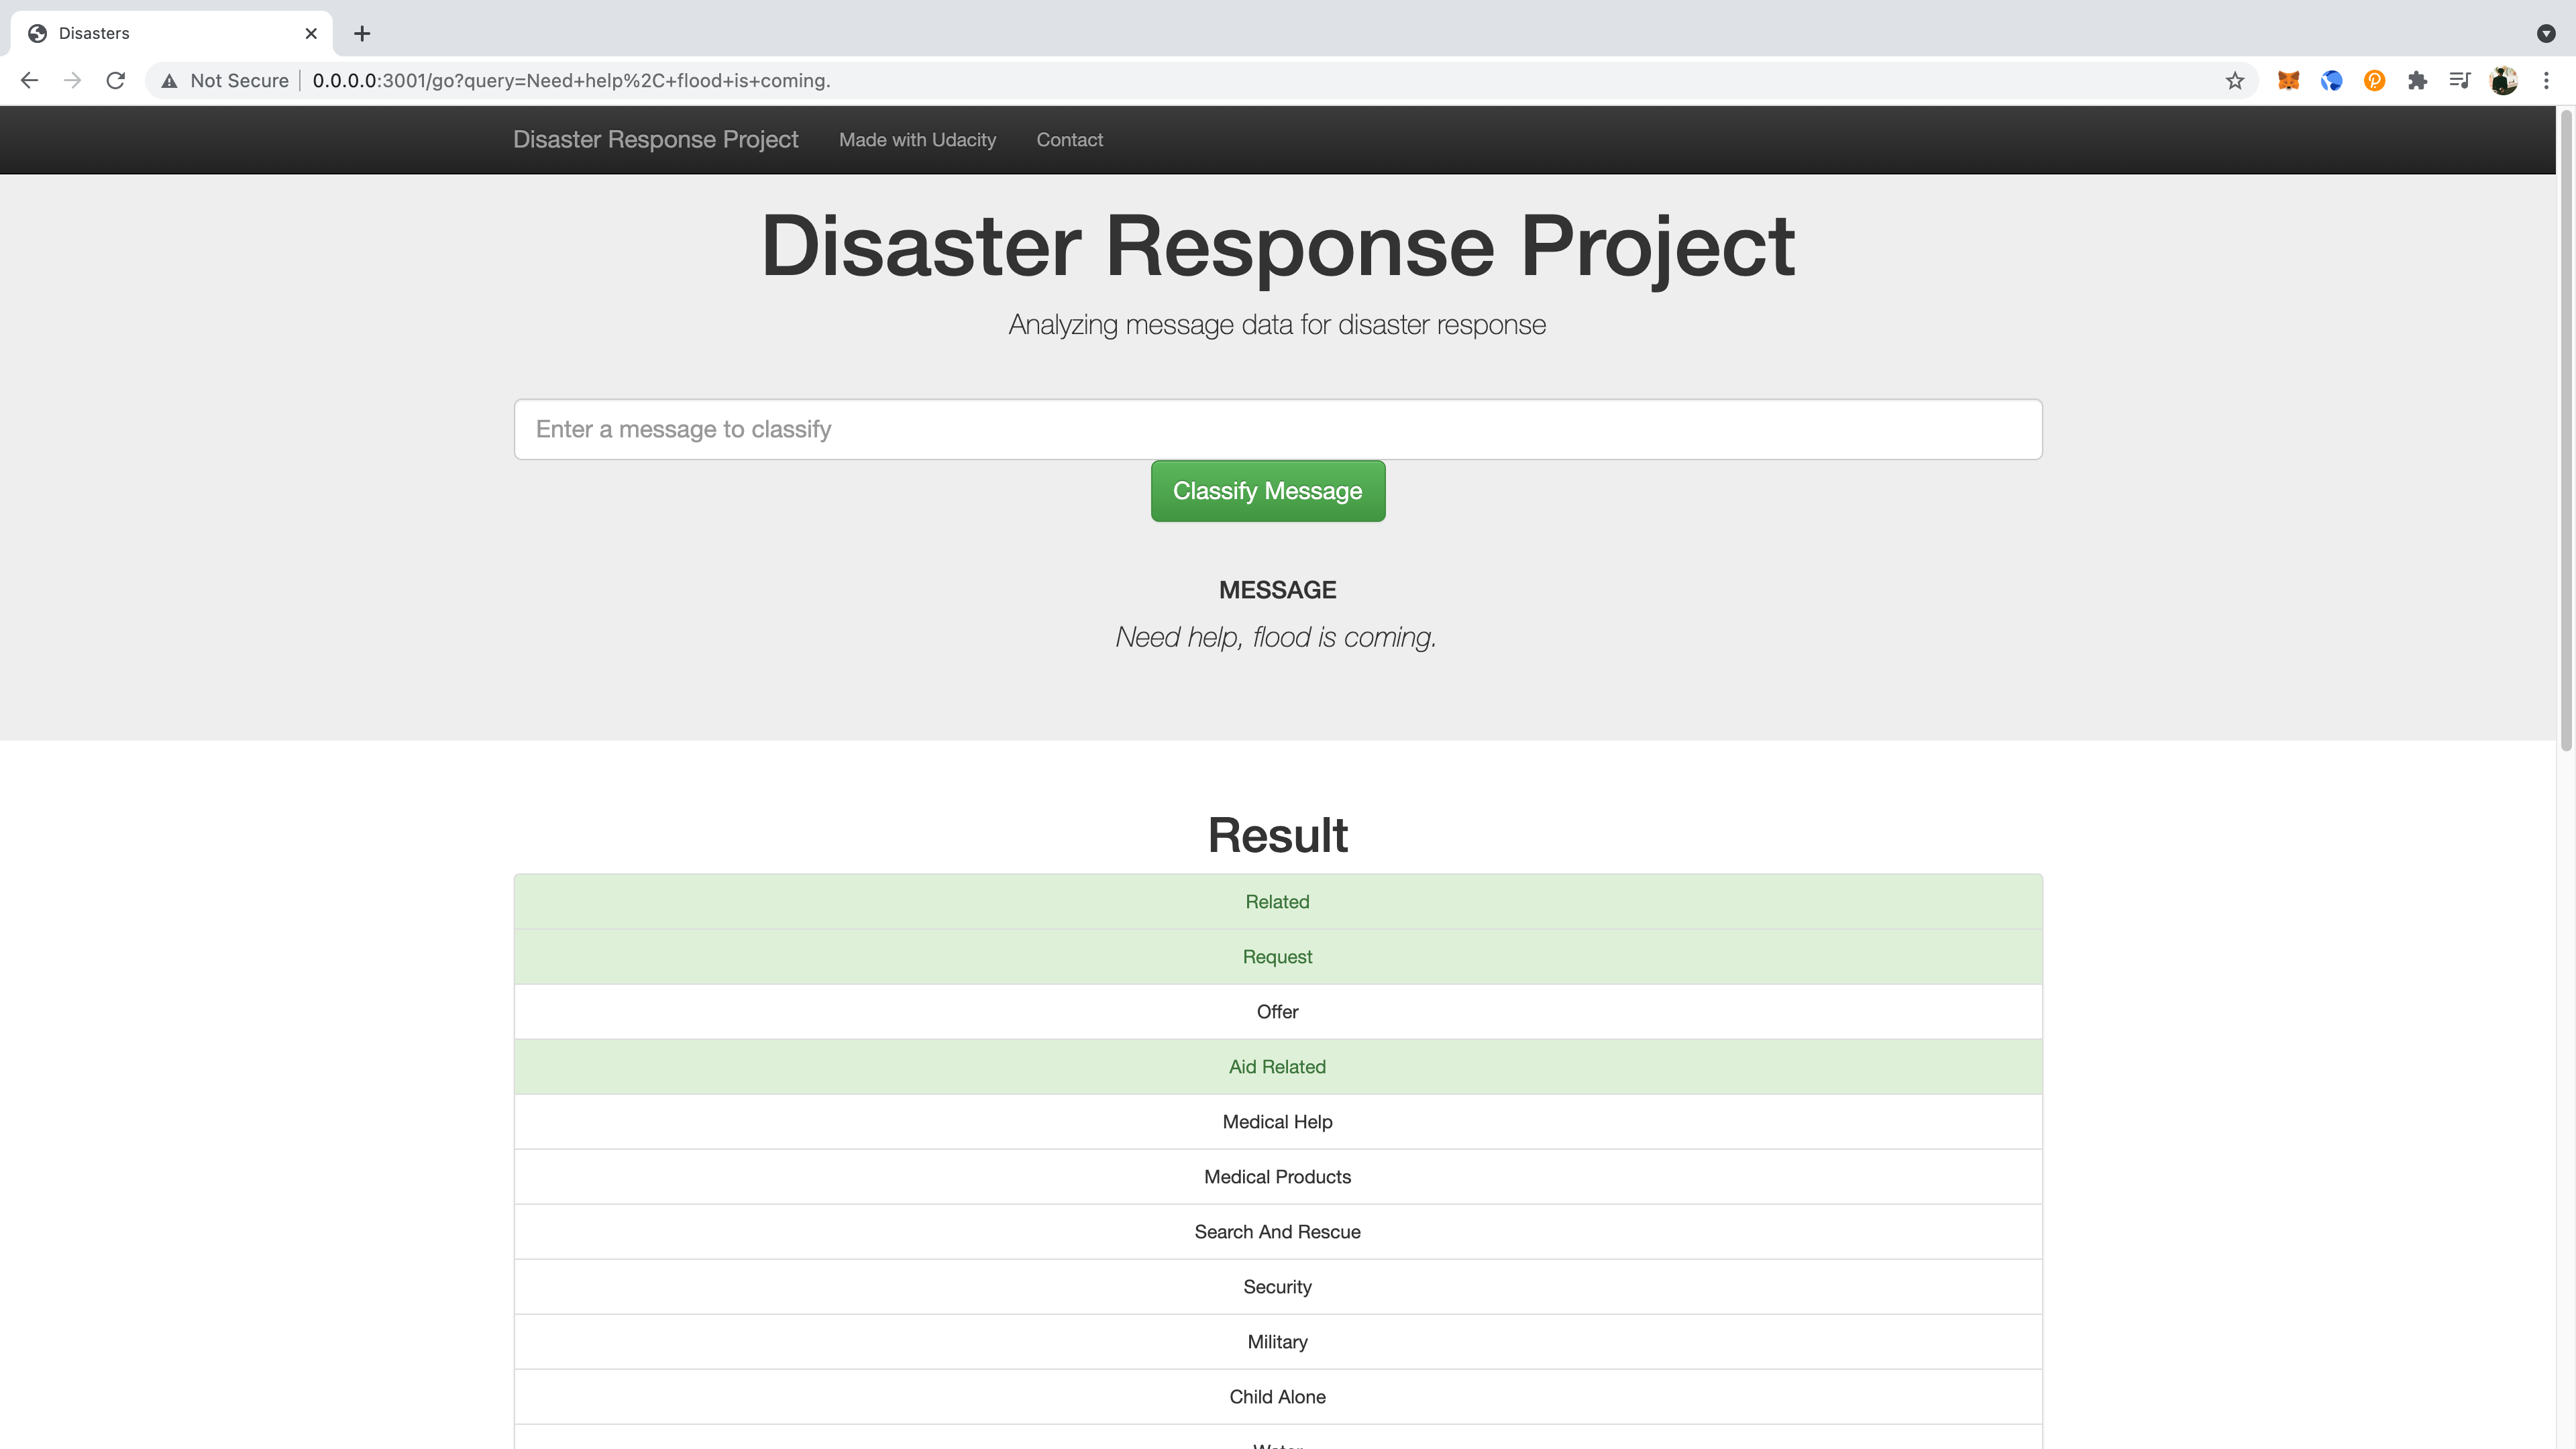 Disasters
Not Secure
0.0.0.0:3001/go?query=Need+help%2C+flood+is+coming.
Disaster Response Project Made with Udacity Contact
Disaster Response Project
Analyzing message data for disaster response
Enter a message to classify
Classify Message
MESSAGE
Need help, flood is coming.
Result
Related
Request
Offer
Aid Related
Medical Help
Medical Products
Search And Rescue
Security
Military
Child Alone